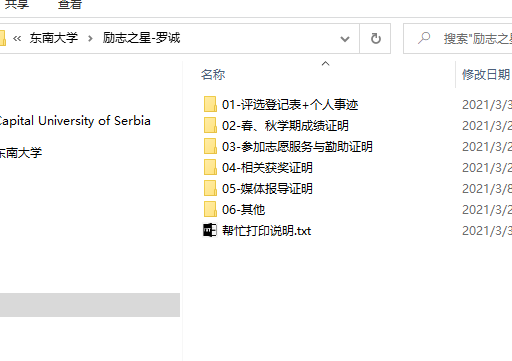 共享 查看
« 东南大学 › 励志之星-罗诚
搜索"励志之星
名称 修改日期
Capital University of Serbia
东南大学
01-评选登记表+个人事迹 2021/3/3
02-春、秋学期成绩证明 2021/3/2
03-参加志愿服务与勤助证明 2021/3/2
04-相关获奖证明 2021/3/2
05-媒体报导证明 2021/3/8
06-其他 2021/3/2
帮忙打印说明.txt 2021/3/3